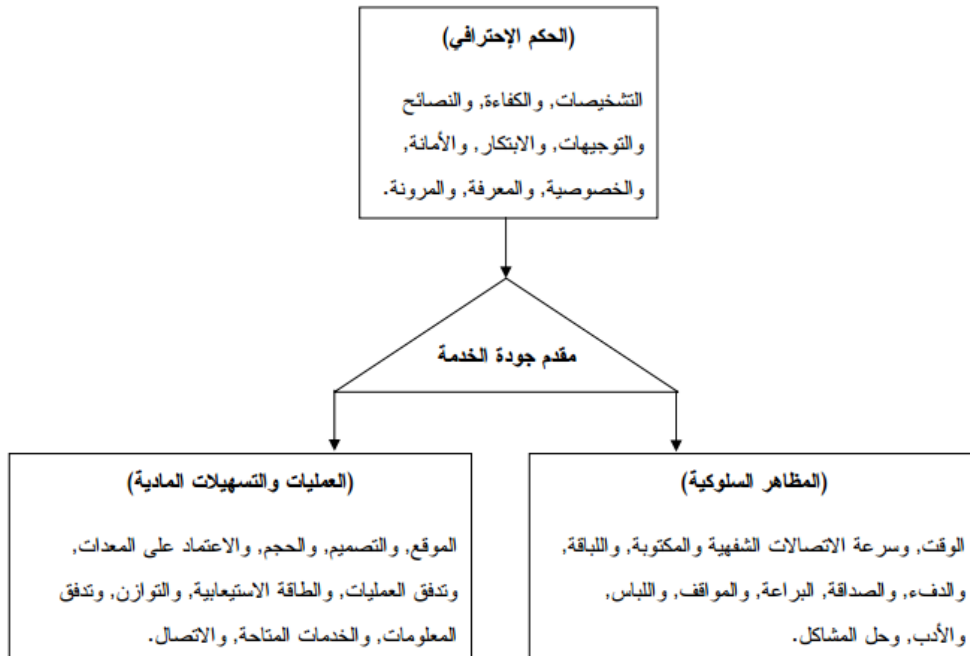 (الحكم الإحترافي)
التشخيصات, والكفاءة, والنصائح
والتوجيهات, والابتكار, والأمانة,
والخصوصية, والمعرفة, والمرونة.
مقدم جودة الخدمة
(المظاهر السلوكية)
الوقت, وسرعة الاتصالات الشفهية والمكتوبة, واللباقة,
والدفء, والصداقة, البراعة, والمواقف, واللباس,
والأدب, وحل المشاكل.
(العمليات والتسهيلات المادية)
الموقع, والتصميم, والحجم, والاعتماد على المعدات,
وتدفق العمليات, والطاقة الاستيعابية, والتوازن, وتدفق
المعلومات, والخدمات المتاحة, والاتصال.